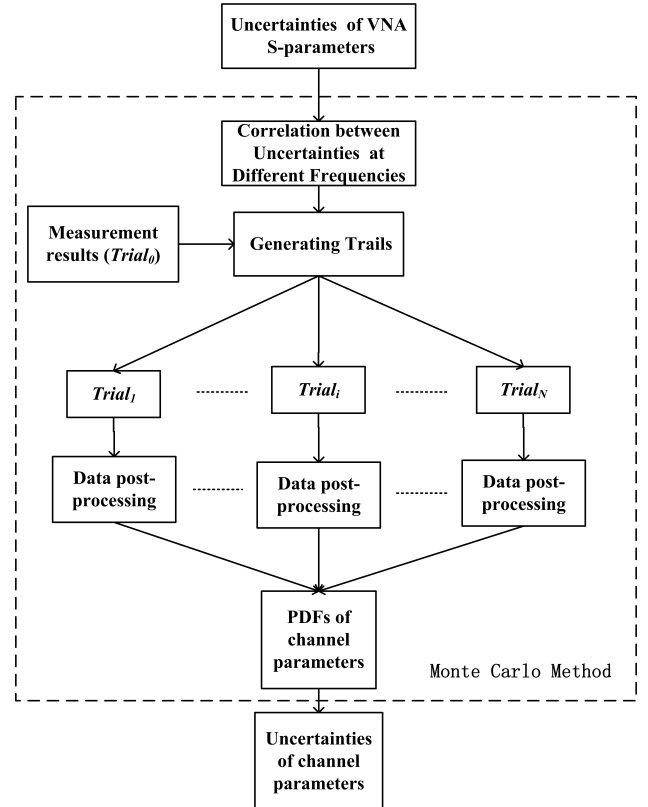 Uncertainties of VNA
S-parameters
Correlation between
Uncertainties at
Different Frequencies
Measurement
results (Trial0)
Generating Trails
Trial1
Triali
TrialN
Data post-
processing
Data post-
processing
Data post-
processing
PDFs of
channel
parameters
Monte Carlo Method
Uncertainties
of channel
parameters